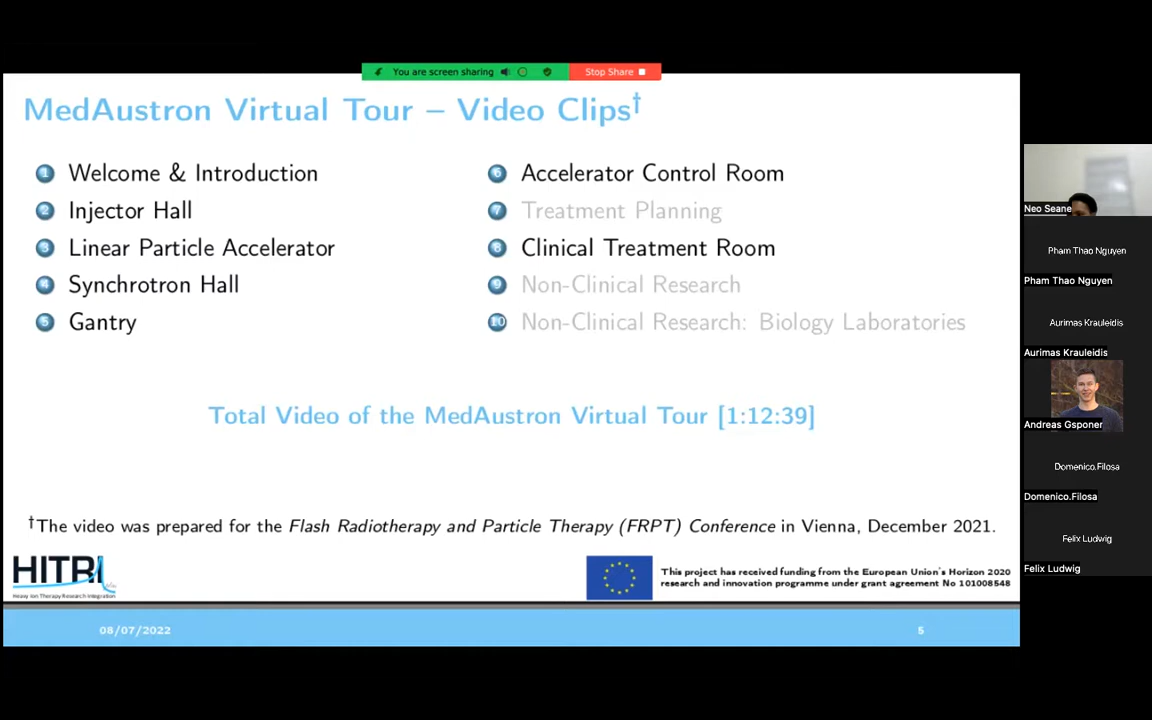 You are screen sharing
Stop Share
MedAustron Virtual Tour – Video Clips†
1 Welcome & Introduction
2 Injector Hall
3 Linear Particle Accelerator
4 Synchrotron Hall
5 Gantry
6 Accelerator Control Room
7 Treatment Planning
8 Clinical Treatment Room
9 Non-Clinical Research
10 Non-Clinical Research: Biology Laboratories
Total Video of the MedAustron Virtual Tour [1:12:39]
†The video was prepared for the Flash Radiotherapy and Particle Therapy (FRPT) Conference in Vienna, December 2021.
HITRI
Heavy Ion Therapy Research Integration
This project has received funding from the European Union's Horizon 2020
research and innovation programme under grant agreement No 101008548
08/07/2022
5
Neo Seane
Pham Thao Nguyen
Pham Thao Nguyen
Aurimas Krauleidis
Aurimas Krauleidis
Andreas Gsponer
Domenico.Filosa
Domenico.Filosa
Felix Ludwig
Felix Ludwig